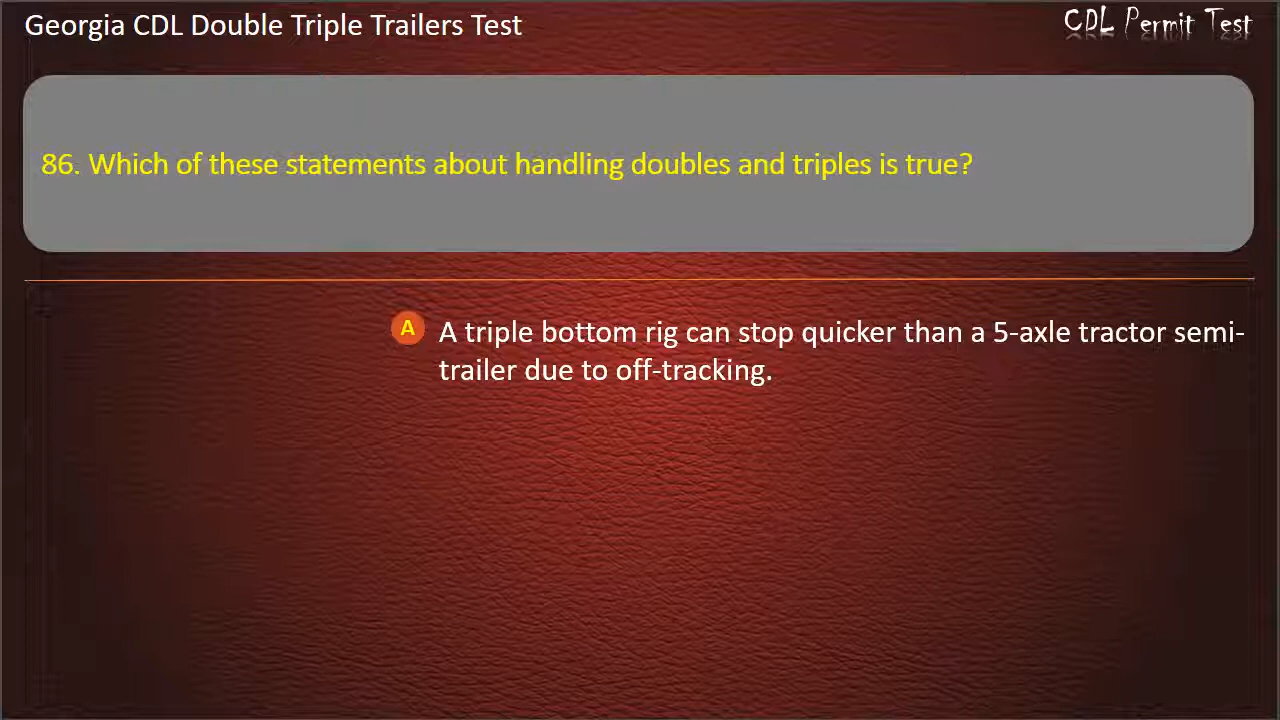 Georgia CDL Double Triple Trailers Test
CDL Permit Test
86. Which of these statements about handling doubles and triples is true?
A
A triple bottom rig can stop quicker than a 5-axle tractor semi-
trailer due to off-tracking.